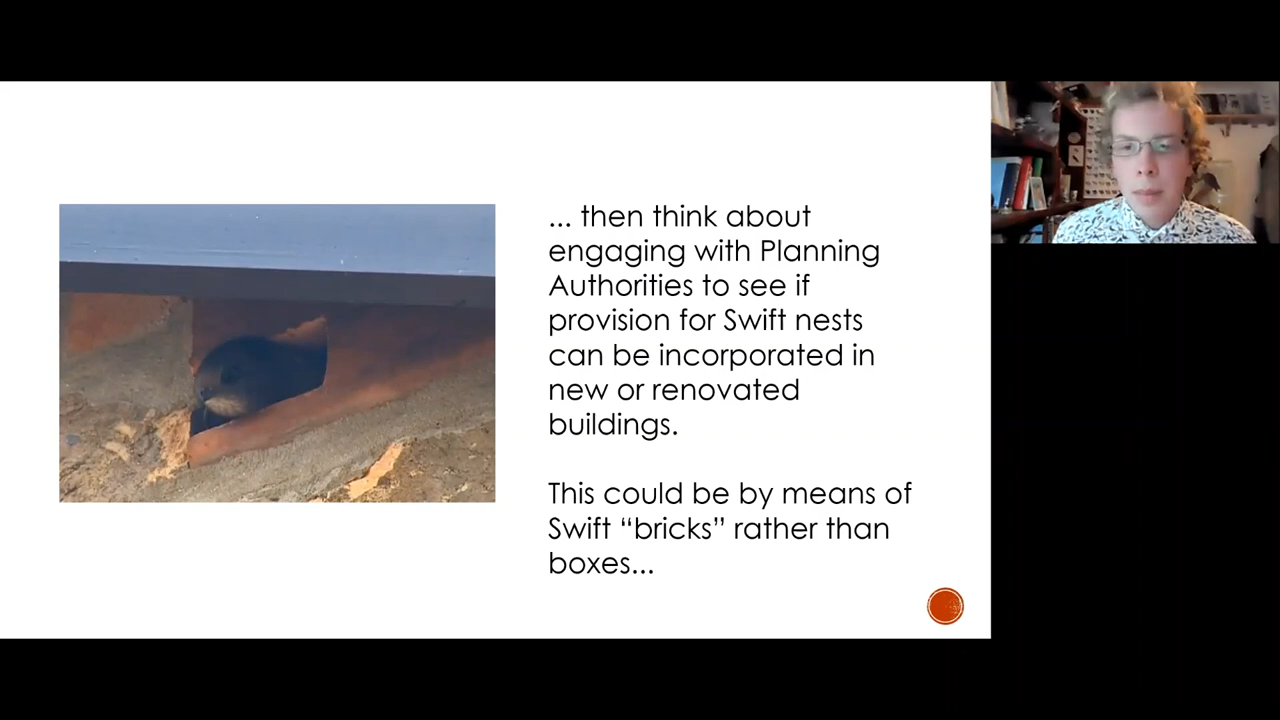 ... then think about
engaging with Planning
Authorities to see if
provision for Swift nests
can be incorporated in
new or renovated
buildings.
This could be by means of
Swift “bricks” rather than
boxes...